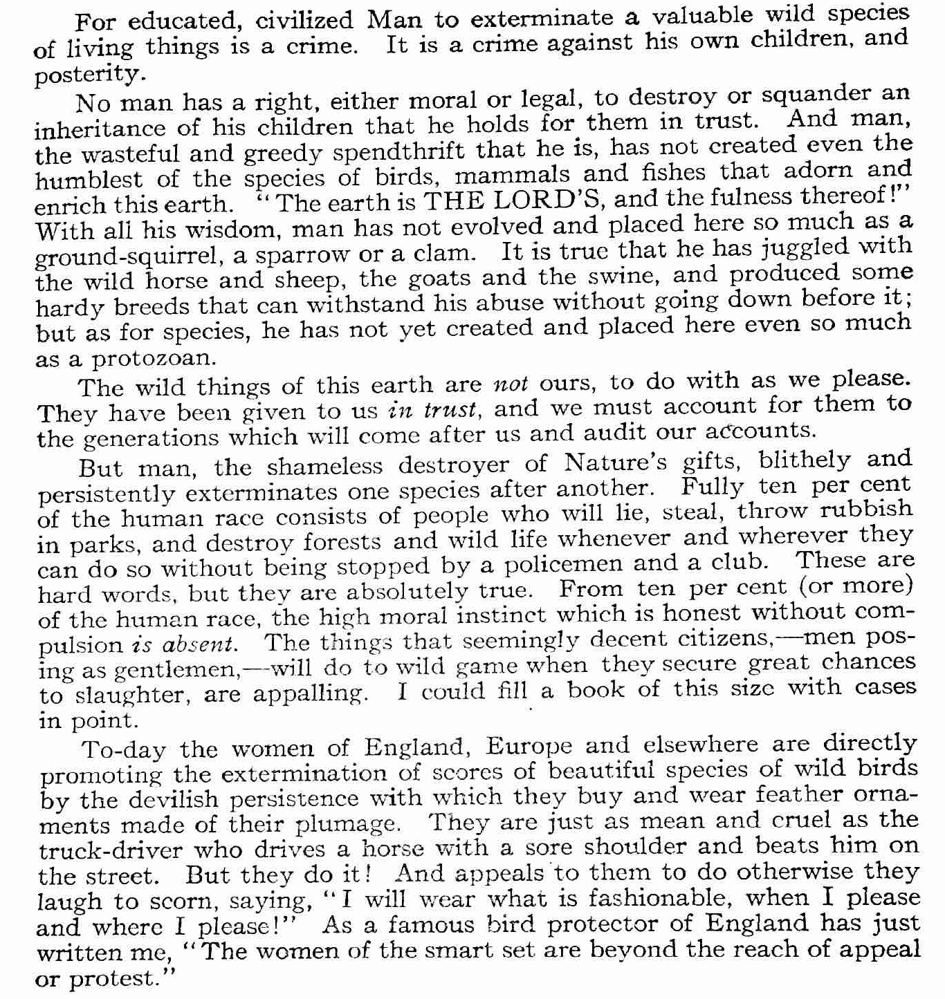 For educated, civilized Man to exterminate a valuable wild species
of living things is a crime. It is a crime against his own children, and
posterity.
No man has a right, either moral or legal, to destroy or squander an
inheritance of his children that he holds for them in trust. And man,
the wasteful and greedy spendthrift that he is, has not created even the
humblest of the species of birds, mammals and fishes that adorn and
enrich this earth. "The earth is THE LORD'S, and the fulness thereof!"
With all his wisdom, man has not evolved and placed here so much as a
ground-squirrel, a sparrow or a clam. It is true that he has juggled with
the wild horse and sheep, the goats and the swine, and produced some
hardy breeds that can withstand his abuse without going down before it;
but as for species, he has not yet created and placed here even so much
as a protozoan.
The wild things of this earth are not ours, to do with as we please.
They have been given to us in trust, and we must account for them to
the generations which will come after us and audit our accounts.
But man, the shameless destroyer of Nature's gifts, blithely and
persistently exterminates one species after another. Fully ten per cent
of the human race consists of people who will lie, steal, throw rubbish
in parks, and destroy forests and wild life whenever and wherever they
can do so without being stopped by a policemen and a club. These are
hard words, but they are absolutely true. From ten per cent (or more)
of the human race, the high moral instinct which is honest without com-
pulsion is absent. The things that seemingly decent citizens,—men pos-
ing as gentlemen,—will do to wild game when they secure great chances
to slaughter, are appalling. I could fill a book of this size with cases
in point.
To-day the women of England, Europe and elsewhere are directly
promoting the extermination of scores of beautiful species of wild birds
by the devilish persistence with which they buy and wear feather orna-
ments made of their plumage. They are just as mean and cruel as the
truck-driver who drives a horse with a sore shoulder and beats him on
the street. But they do it! And appeals to them to do otherwise they
laugh to scorn, saying, "I will wear what is fashionable, when I please
and where I please!" As a famous bird protector of England has just
written me, "The women of the smart set are beyond the reach of appeal
or protest."